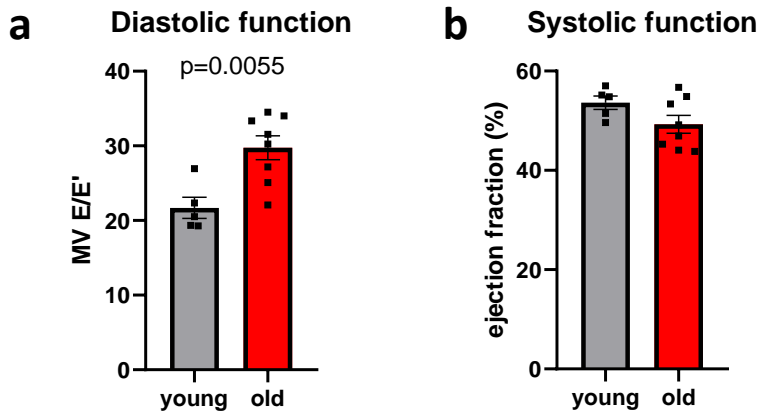 a
Diastolic function
p=0.0055
MV E/E'
40
30
20
10
0
young
old
b
Systolic function
ejection fraction (%)
60
40
20
0
young
old